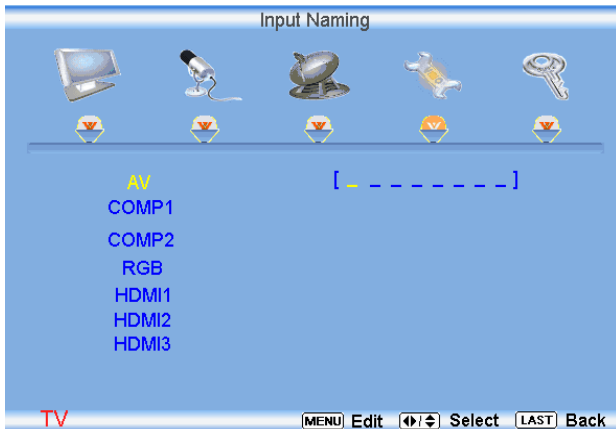 Input Naming
AV [ _ _ _ _ _ _ _ _ ]
COMP1
COMP2
RGB
HDMI1
HDMI2
HDMI3
TV MENU Edit Select LAST Back